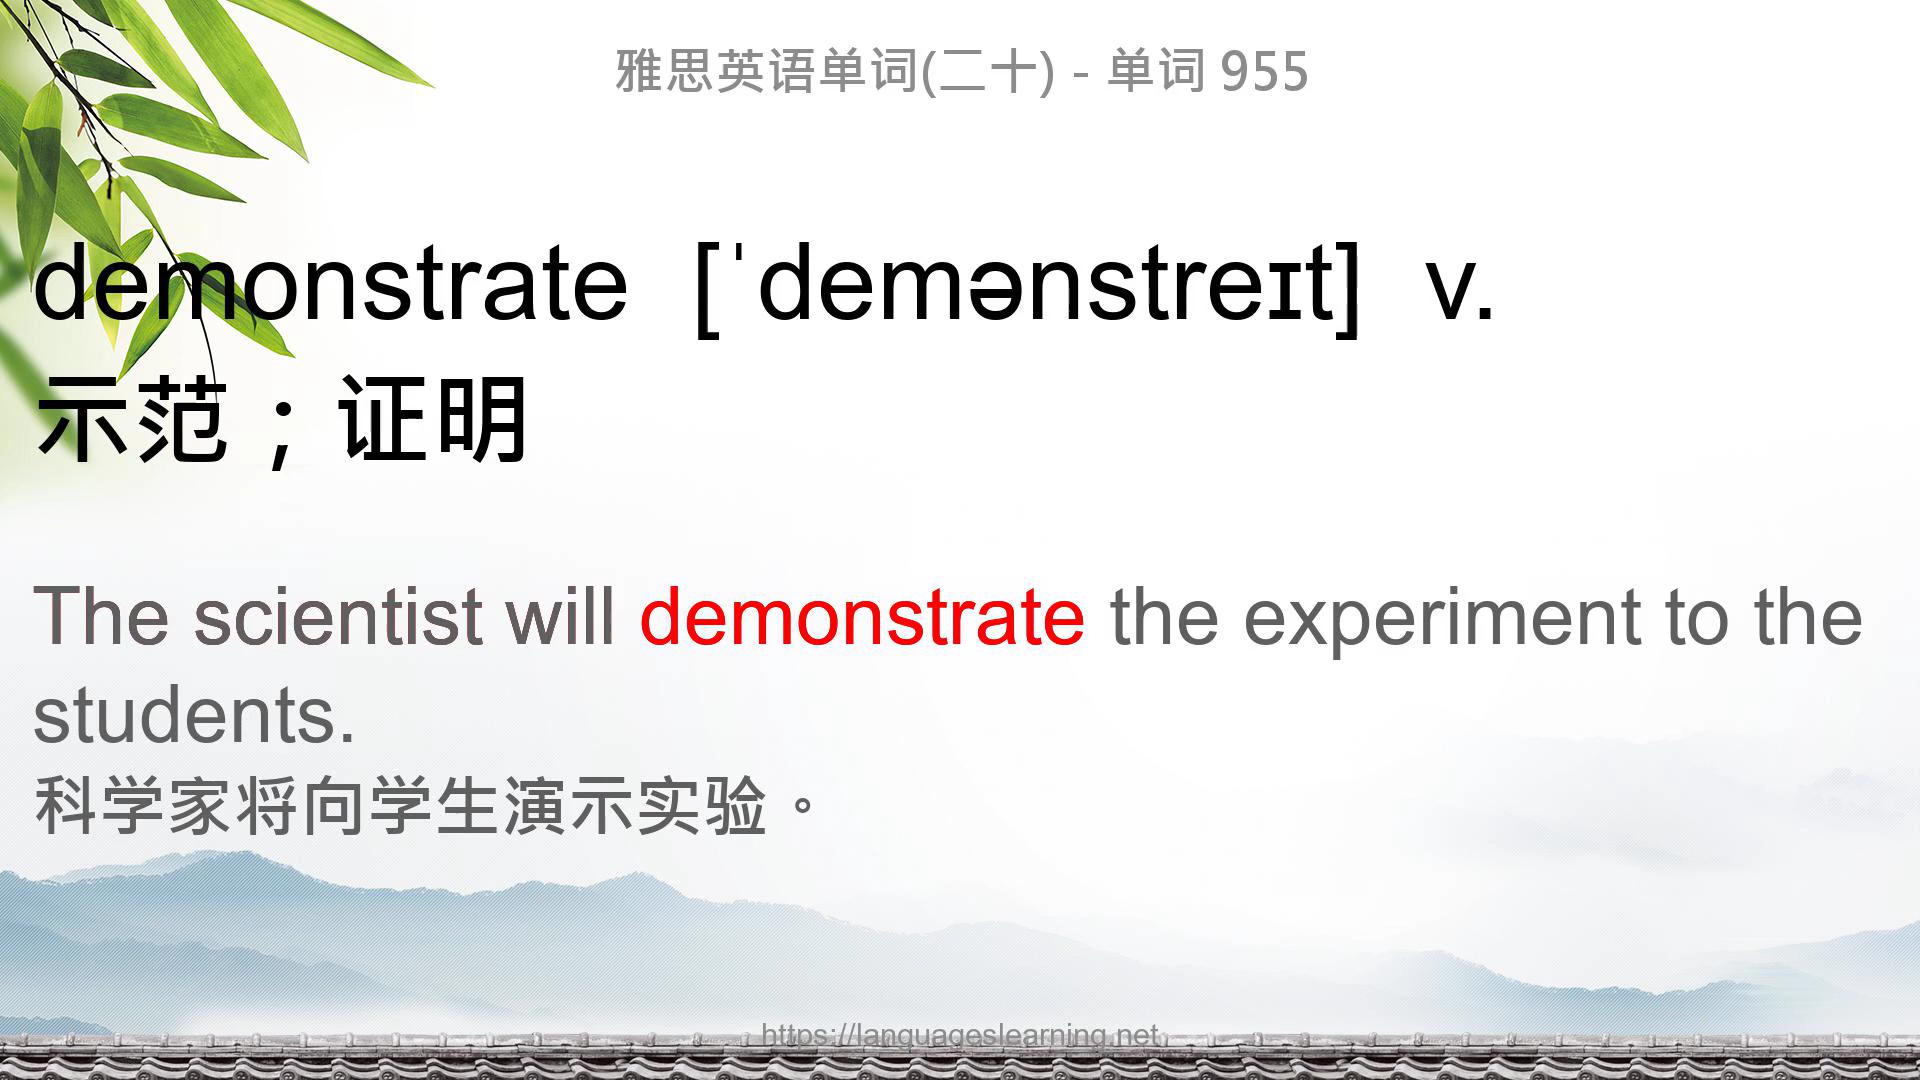 雅思英语单词(二十) - 单词 955
demonstrate [ˈdemənstreɪt] v.
示范；证明
The scientist will demonstrate the experiment to the
students.
科学家将向学生演示实验。
https://languageslearning.net